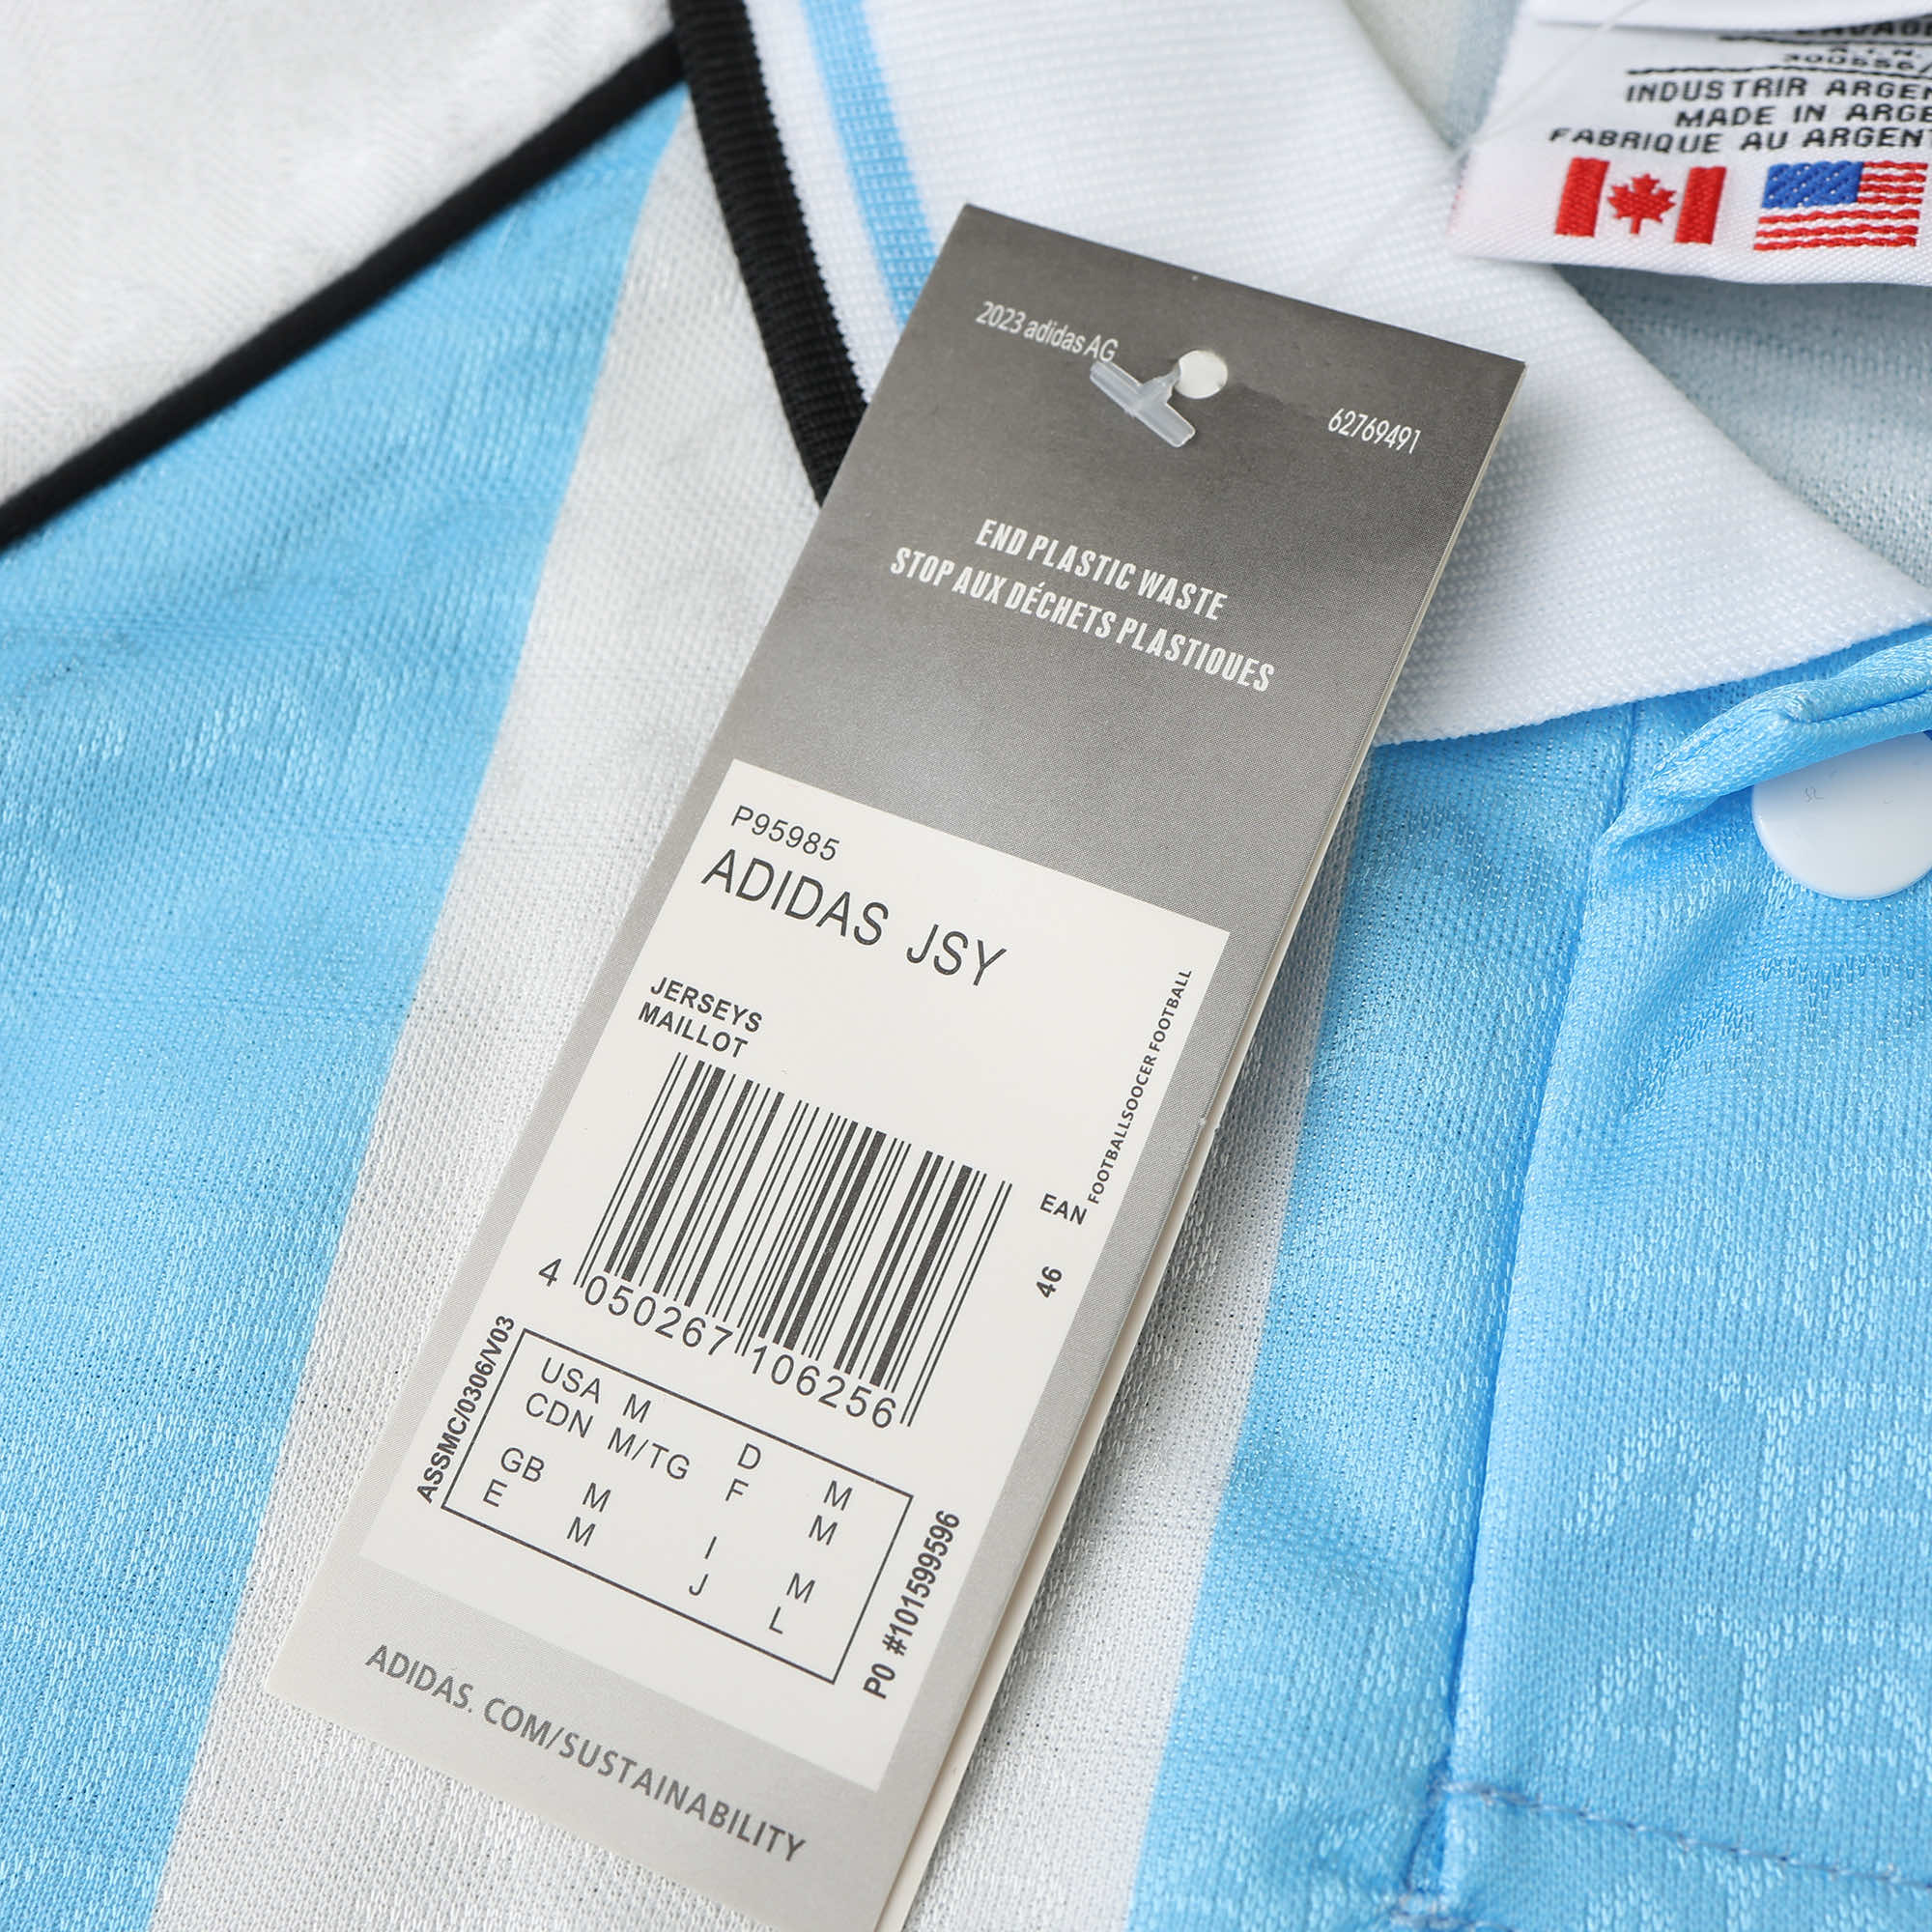 300556/
INDUSTRIR ARGEN
MADE IN ARGE
FABRIQUE AU ARGENT
2023 adidas AG
62769491
END PLASTIC WASTE
STOP AUX DÉCHETS PLASTIQUES
P95985
ADIDAS JSY
JERSEYS
MAILLOT
FOOTBALLSOOCER FOOTBALL
EAN
46
4 050267 106256
ASSMC/0306/V03
USA M D M
CDN M/TG F M
GB M I M
E M J L
PO #101599596
ADIDAS. COM/SUSTAINABILITY